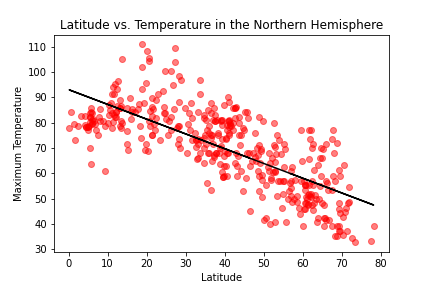 Latitude vs. Temperature in the Northern Hemisphere
Maximum Temperature
110
100
90
80
70
60
50
40
30
0 10 20 30 40 50 60 70 80
Latitude